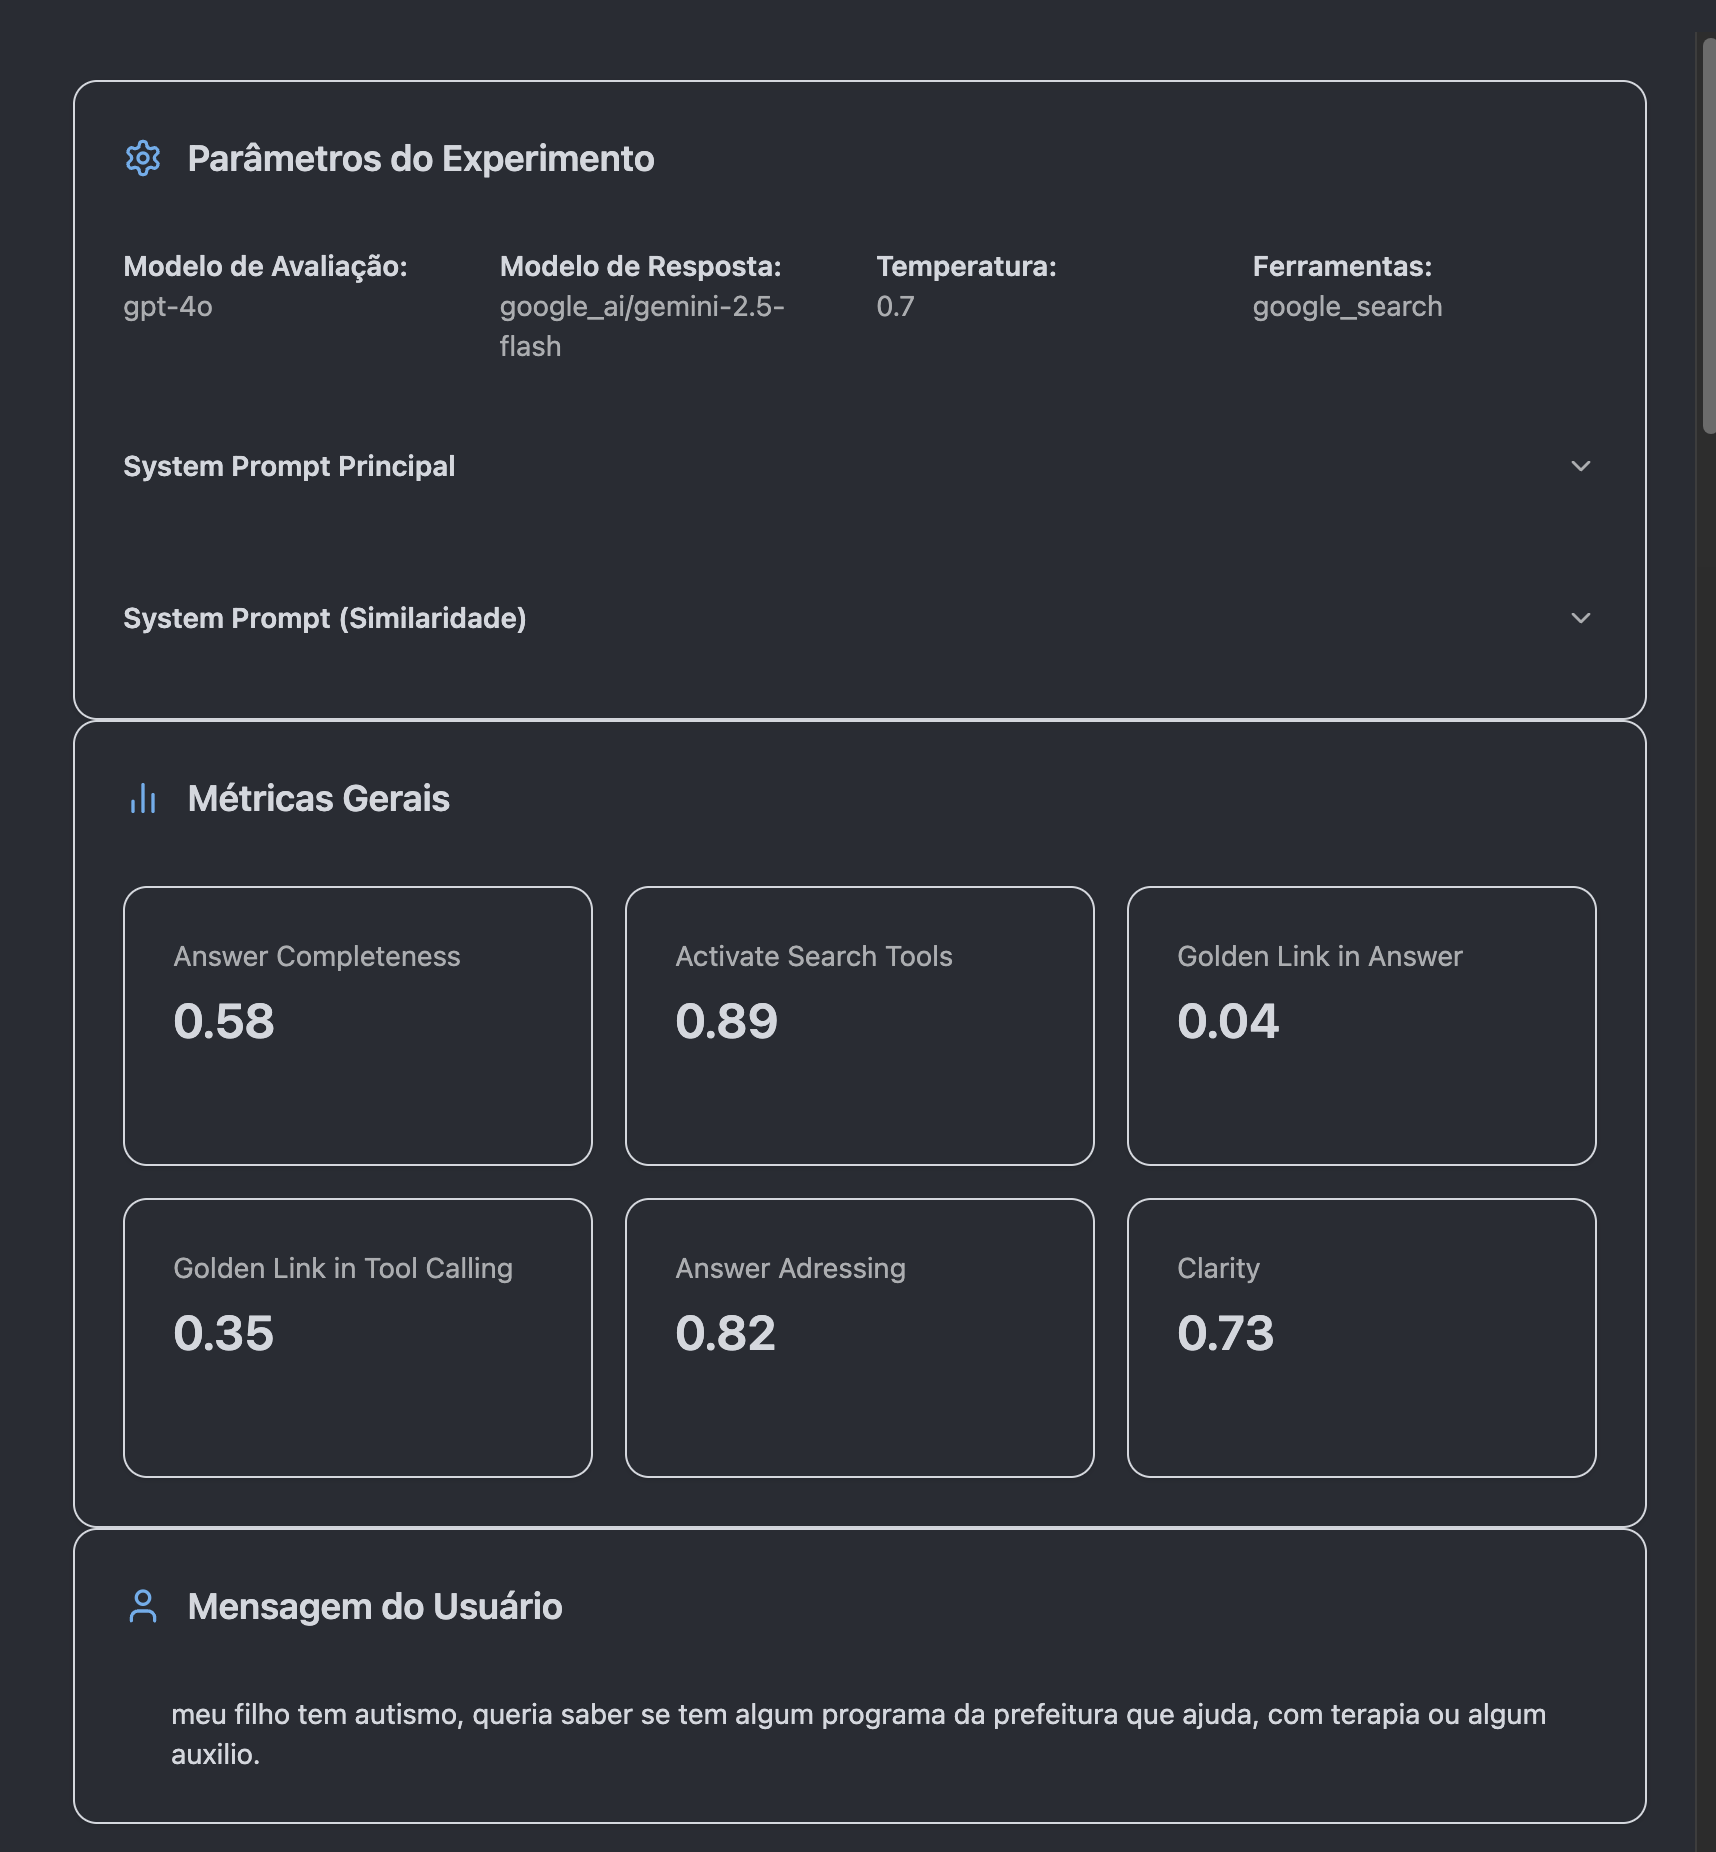 Parâmetros do Experimento
Modelo de Avaliação:
gpt-4o
Modelo de Resposta:
google_ai/gemini-2.5-
flash
Temperatura:
0.7
Ferramentas:
google_search
System Prompt Principal
System Prompt (Similaridade)
Métricas Gerais
Answer Completeness
0.58
Activate Search Tools
0.89
Golden Link in Answer
0.04
Golden Link in Tool Calling
0.35
Answer Adressing
0.82
Clarity
0.73
Mensagem do Usuário
meu filho tem autismo, queria saber se tem algum programa da prefeitura que ajuda, com terapia ou algum
auxilio.